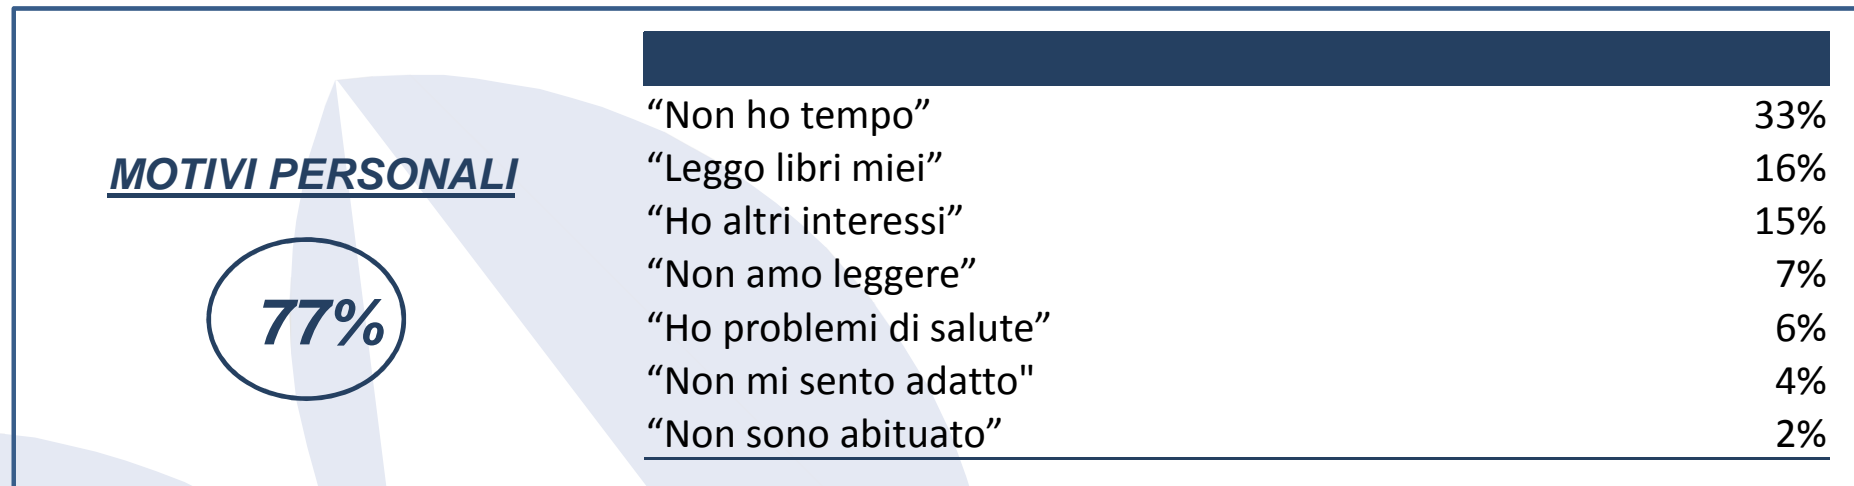 MOTIVI PERSONALI
77%
“Non ho tempo” 33%
“Leggo libri miei” 16%
“Ho altri interessi” 15%
“Non amo leggere” 7%
“Ho problemi di salute” 6%
“Non mi sento adatto" 4%
“Non sono abituato” 2%